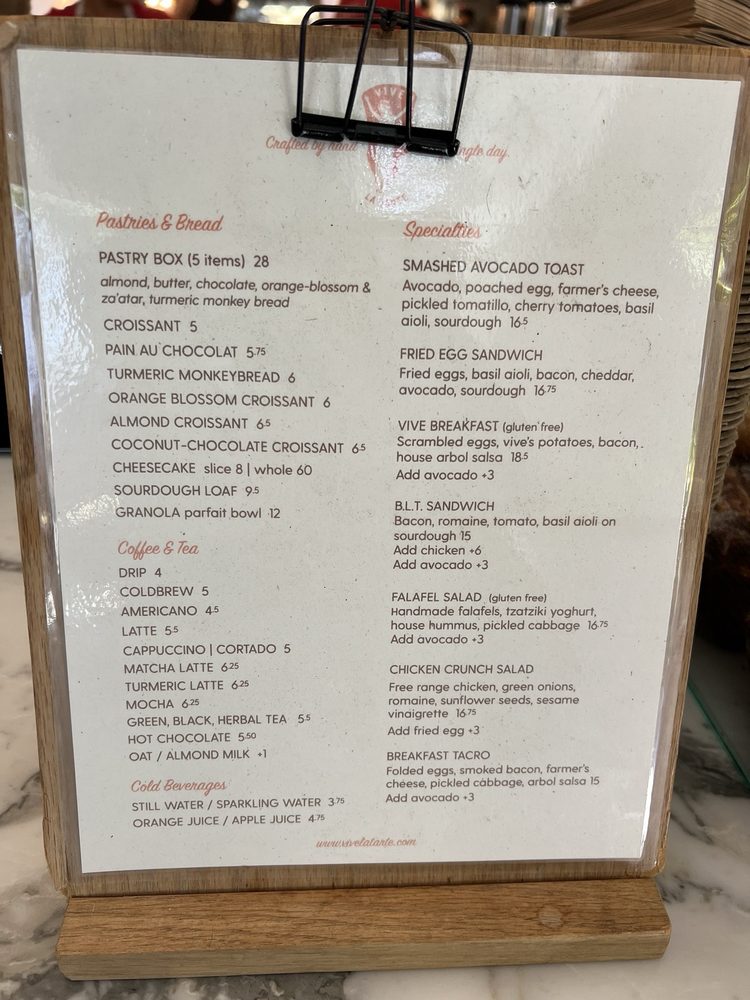 VIVE
Crafted by hand
ngle day.
LA
Pastries & Bread
PASTRY BOX (5 items) 28
almond, butter, chocolate, orange-blossom &
za'atar, turmeric monkey bread
CROISSANT 5
PAIN AU CHOCOLAT 5.75
TURMERIC MONKEYBREAD 6
ORANGE BLOSSOM CROISSANT 6
ALMOND CROISSANT 6.5
COCONUT-CHOCOLATE CROISSANT 6.5
CHEESECAKE slice 8 | whole 60
SOURDOUGH LOAF 9.5
GRANOLA parfait bowl 12
Coffee & Tea
DRIP 4
COLDBREW 5
AMERICANO 4.5
LATTE 5.5
CAPPUCCINO | CORTADO 5
MATCHA LATTE 6.25
TURMERIC LATTE 6.25
MOCHA 6.25
GREEN, BLACK, HERBAL TEA 5.5
HOT CHOCOLATE 5.50
OAT / ALMOND MILK +1
Cold Beverages
STILL WATER / SPARKLING WATER 3.75
ORANGE JUICE / APPLE JUICE 4.75
Specialties
SMASHED AVOCADO TOAST
Avocado, poached egg, farmer's cheese,
pickled tomatillo, cherry tomatoes, basil
aioli, sourdough 16.5
FRIED EGG SANDWICH
Fried eggs, basil aioli, bacon, cheddar,
avocado, sourdough 16.75
VIVE BREAKFAST (gluten free)
Scrambled eggs, vive's potatoes, bacon,
house arbol salsa 18.5
Add avocado +3
B.L.T. SANDWICH
Bacon, romaine, tomato, basil aioli on
sourdough 15
Add chicken +6
Add avocado +3
FALAFEL SALAD (gluten free)
Handmade falafels, tzatziki yoghurt,
house hummus, pickled cabbage 16.75
Add avocado +3
CHICKEN CRUNCH SALAD
Free range chicken, green onions,
romaine, sunflower seeds, sesame
vinaigrette 16.75
Add fried egg +3
BREAKFAST TACRO
Folded eggs, smoked bacon, farmer's
cheese, pickled cabbage, arbol salsa 15
Add avocado +3
www.vivelatarte.com